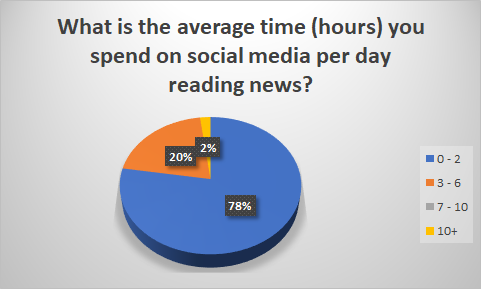 What is the average time (hours) you
spend on social media per day
reading news?
2%
20%
78%
0 - 2
3 - 6
7 - 10
10+